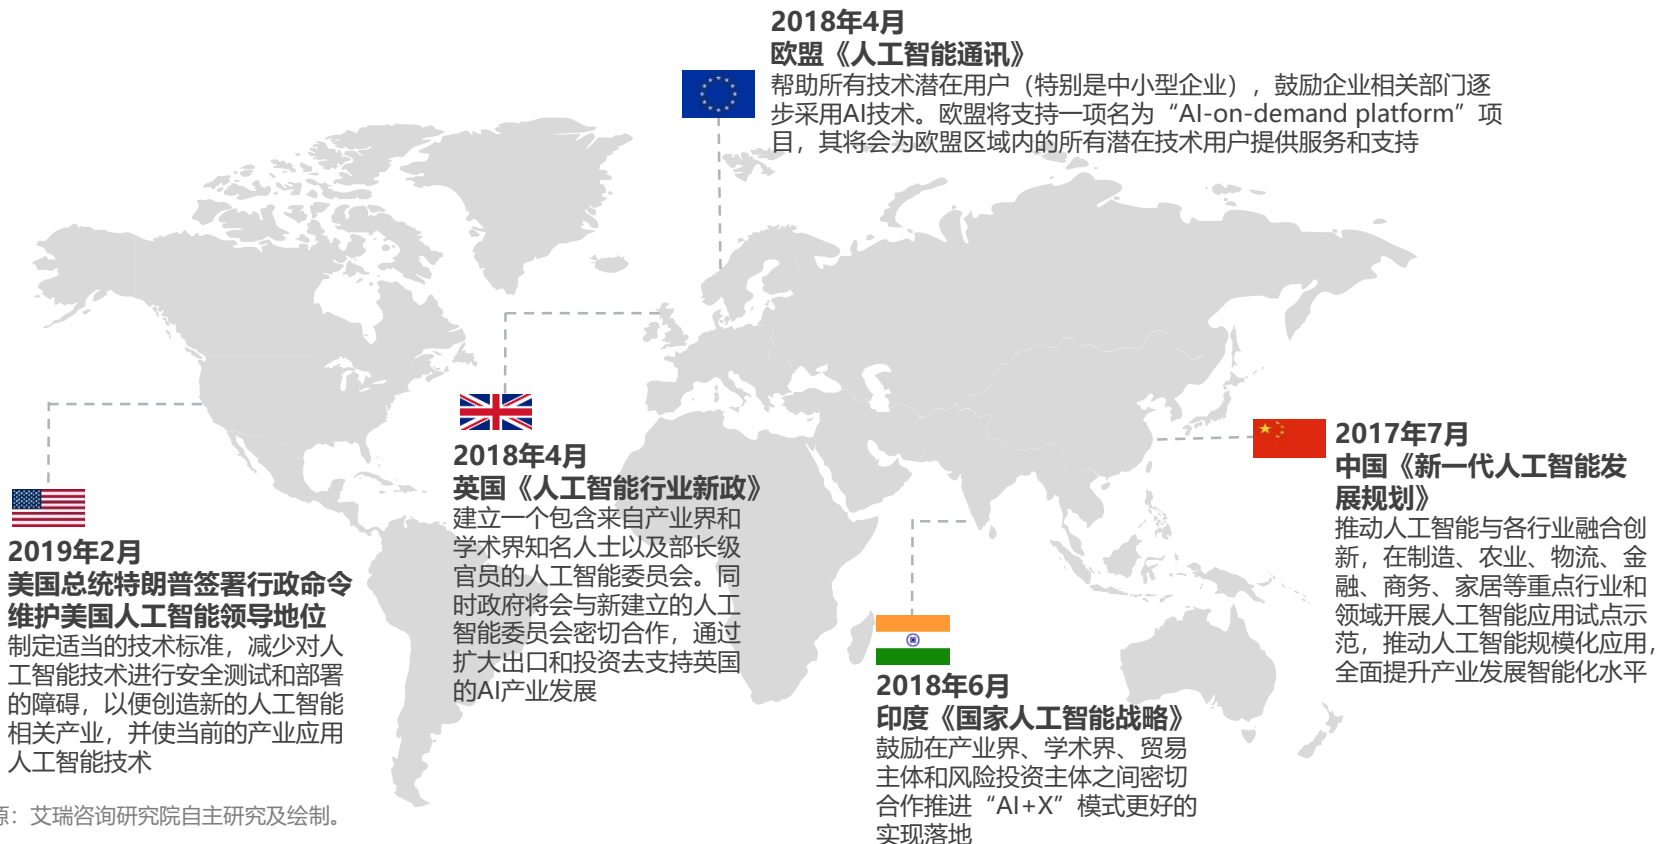 2018年4月
欧盟《人工智能通讯》
帮助所有技术潜在用户（特别是中小型企业），鼓励企业相关部门逐
步采用AI技术。欧盟将支持一项名为“AI-on-demand platform”项
目，其将会为欧盟区域内的所有潜在技术用户提供服务和支持
2018年4月
英国《人工智能行业新政》
建立一个包含来自产业界和
学术界知名人士以及部长级
官员的人工智能委员会。同
时政府将会与新建立的人工
智能委员会密切合作，通过
扩大出口和投资去支持英国
的AI产业发展
2017年7月
中国《新一代人工智能发
展规划》
推动人工智能与各行业融合创
新，在制造、农业、物流、金
融、商务、家居等重点行业和
领域开展人工智能应用试点示
范，推动人工智能规模化应用，
全面提升产业发展智能化水平
2019年2月
美国总统特朗普签署行政命令
维护美国人工智能领导地位
制定适当的技术标准，减少对人
工智能技术进行安全测试和部署
的障碍，以便创造新的人工智能
相关产业，并使当前的产业应用
人工智能技术
2018年6月
印度《国家人工智能战略》
鼓励在产业界、学术界、贸易
主体和风险投资主体之间密切
合作推进“AI+X”模式更好的
实现落地
源：艾瑞咨询研究院自主研究及绘制。